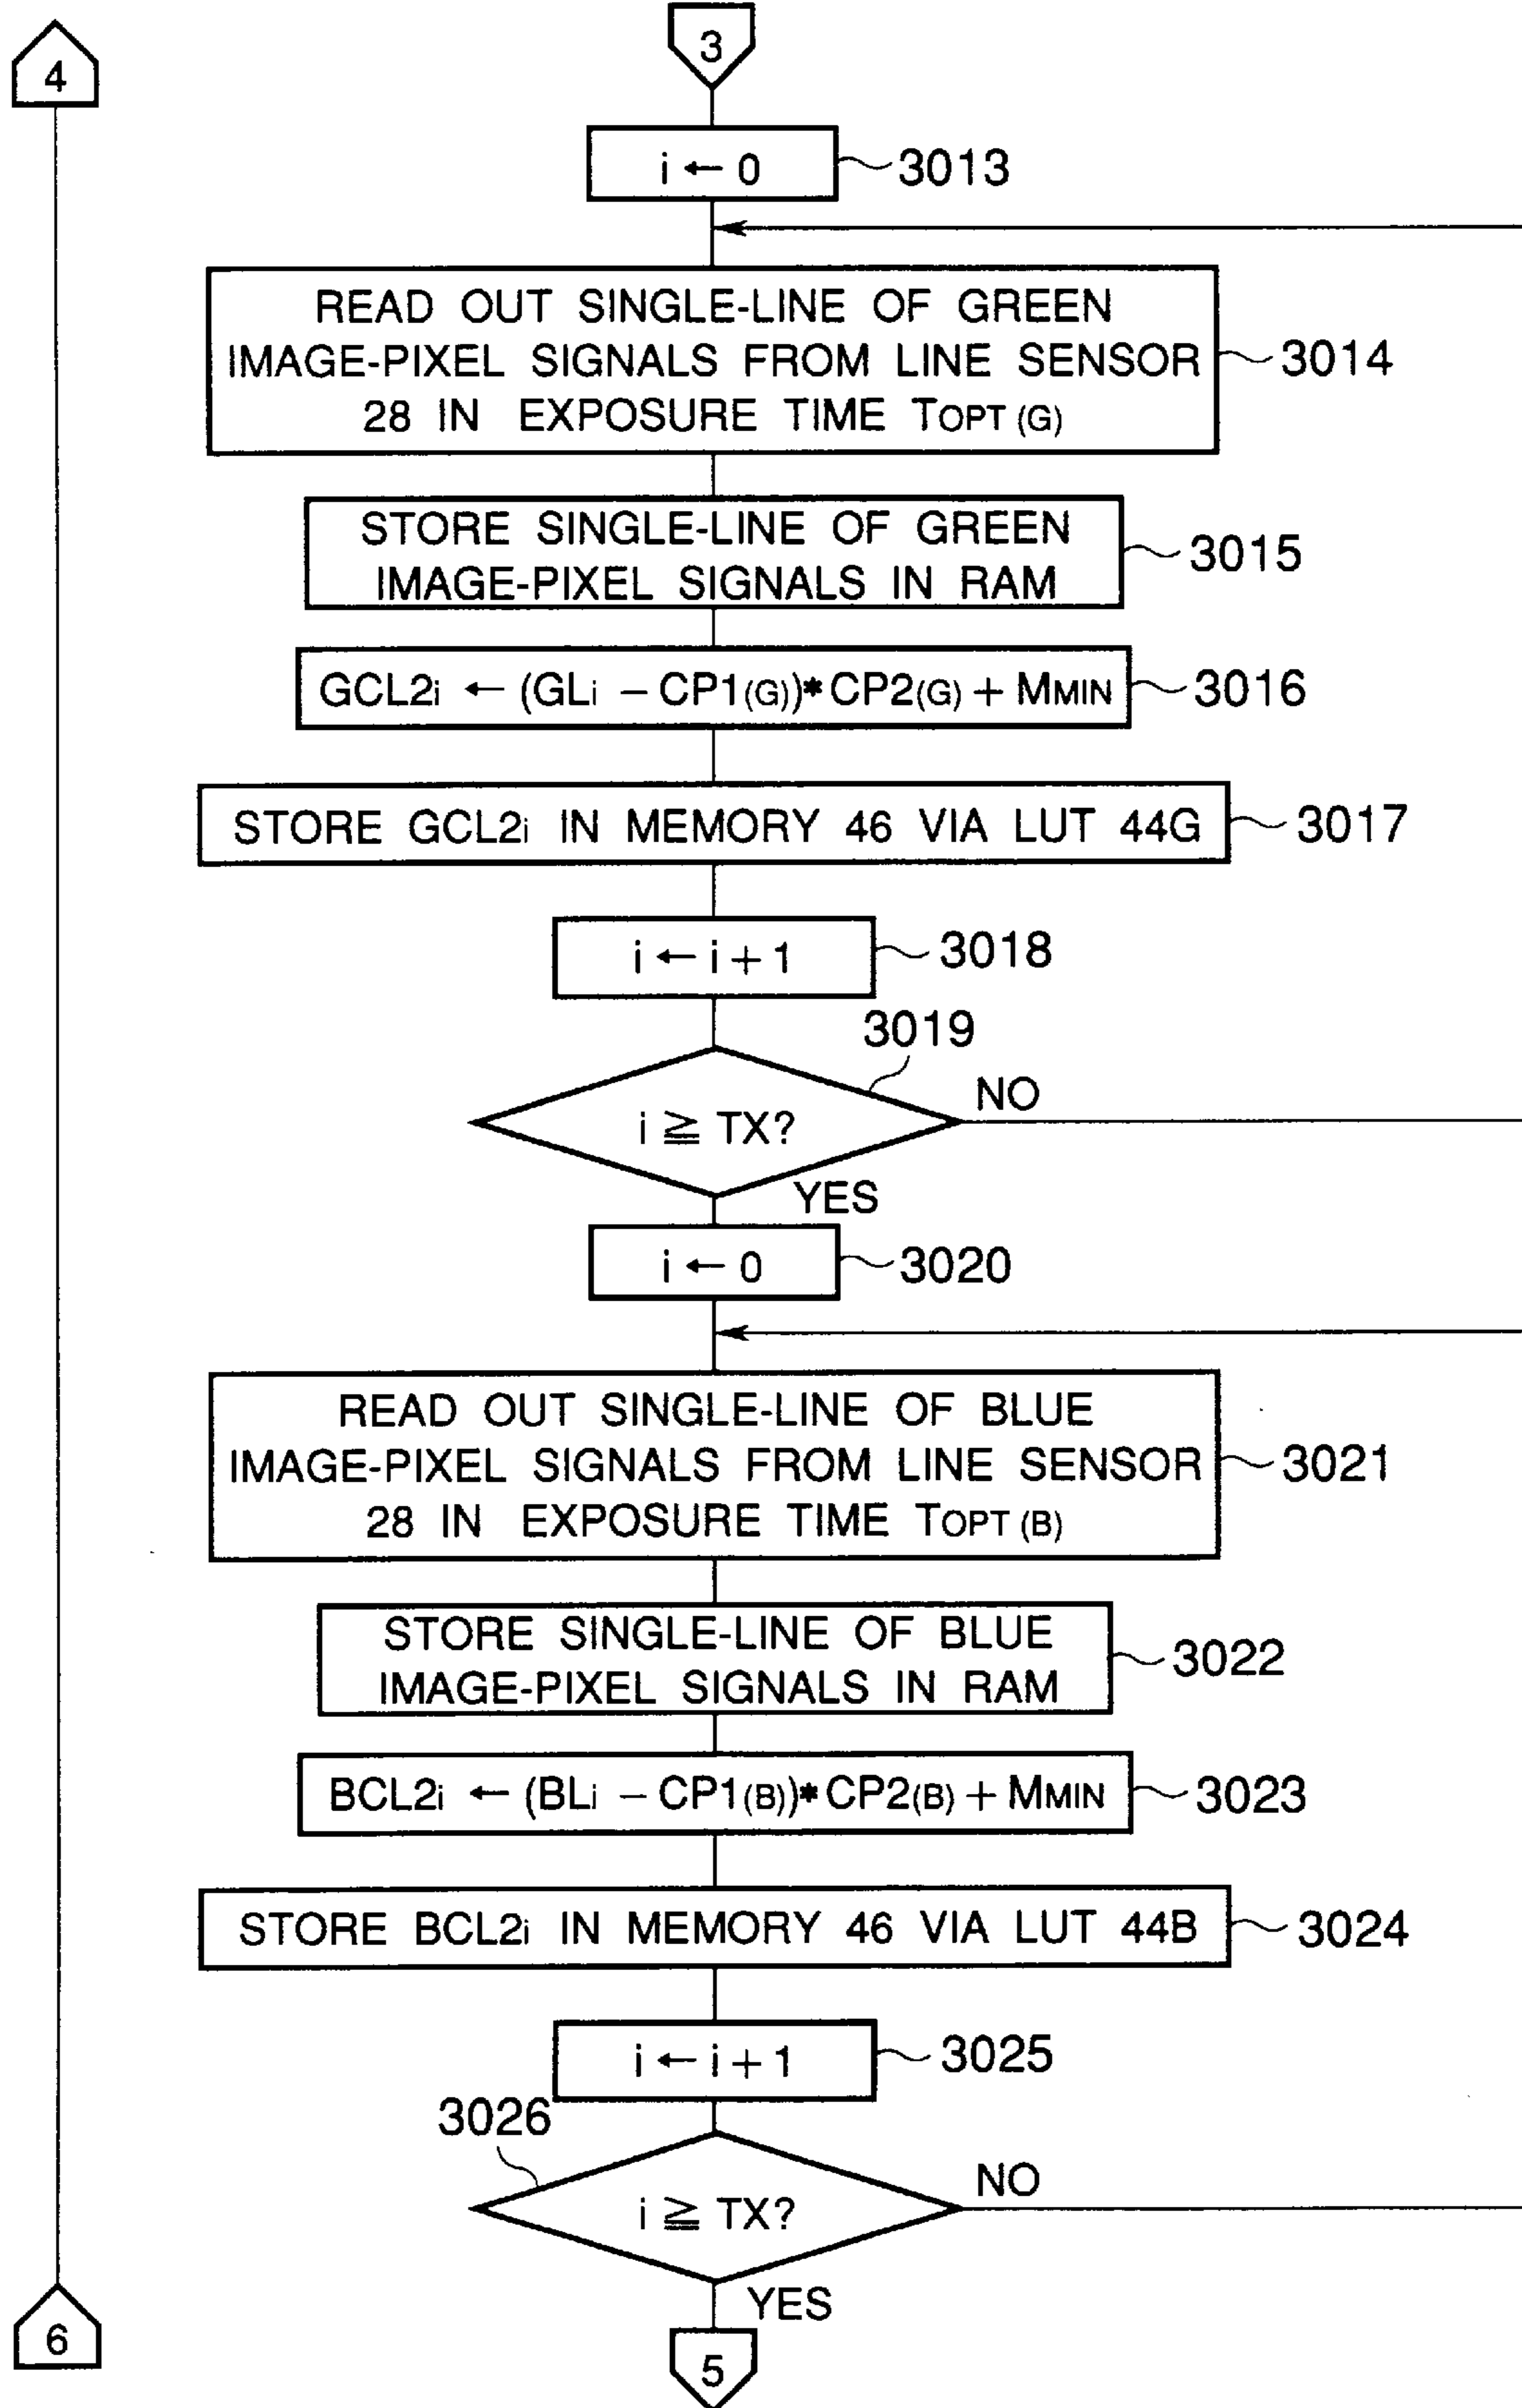 4
3
i ← 0
3013
READ OUT SINGLE-LINE OF GREEN
IMAGE-PIXEL SIGNALS FROM LINE SENSOR
28 IN EXPOSURE TIME TOPT (G)
3014
STORE SINGLE-LINE OF GREEN
IMAGE-PIXEL SIGNALS IN RAM
3015
GCL2i ← (GLi – CP1(G))*CP2(G) + MMIN
3016
STORE GCL2i IN MEMORY 46 VIA LUT 44G
3017
i ← i + 1
3018
3019
i ≧ TX?
NO
YES
i ← 0
3020
READ OUT SINGLE-LINE OF BLUE
IMAGE-PIXEL SIGNALS FROM LINE SENSOR
28 IN EXPOSURE TIME TOPT (B)
3021
STORE SINGLE-LINE OF BLUE
IMAGE-PIXEL SIGNALS IN RAM
3022
BCL2i ← (BLi – CP1(B))*CP2(B) + MMIN
3023
STORE BCL2i IN MEMORY 46 VIA LUT 44B
3024
i ← i + 1
3025
3026
i ≧ TX?
NO
YES
6
5